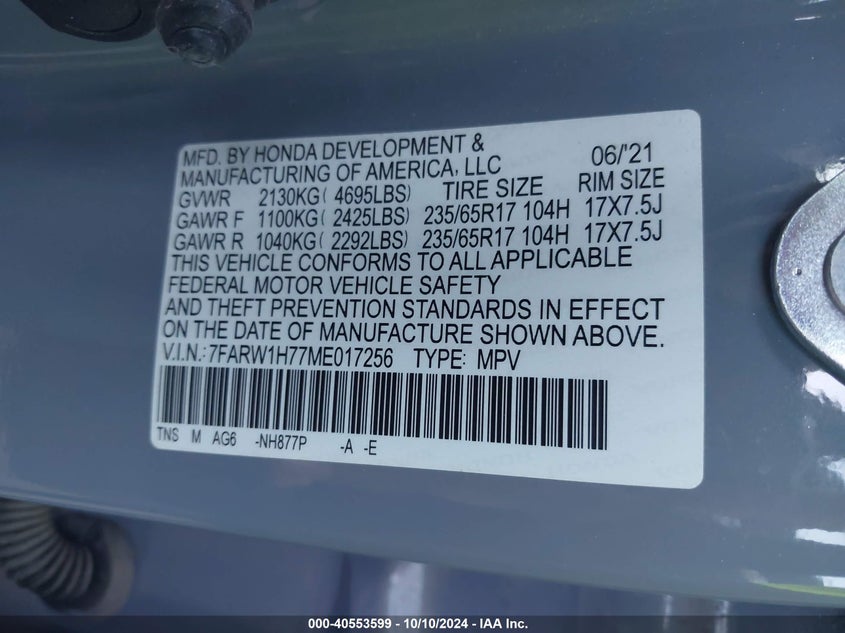 MFD. BY HONDA DEVELOPMENT &
MANUFACTURING OF AMERICA, LLC 06/'21
GVWR 2130KG( 4695LBS) TIRE SIZE RIM SIZE
GAWR F 1100KG( 2425LBS) 235/65R17 104H 17X7.5J
GAWR R 1040KG( 2292LBS) 235/65R17 104H 17X7.5J
THIS VEHICLE CONFORMS TO ALL APPLICABLE
FEDERAL MOTOR VEHICLE SAFETY
AND THEFT PREVENTION STANDARDS IN EFFECT
ON THE DATE OF MANUFACTURE SHOWN ABOVE.
V.I.N.:7FARW1H77ME017256 TYPE: MPV
TNS M AG6 -NH877P -A -E
000-40553599 - 10/10/2024 - IAA Inc.